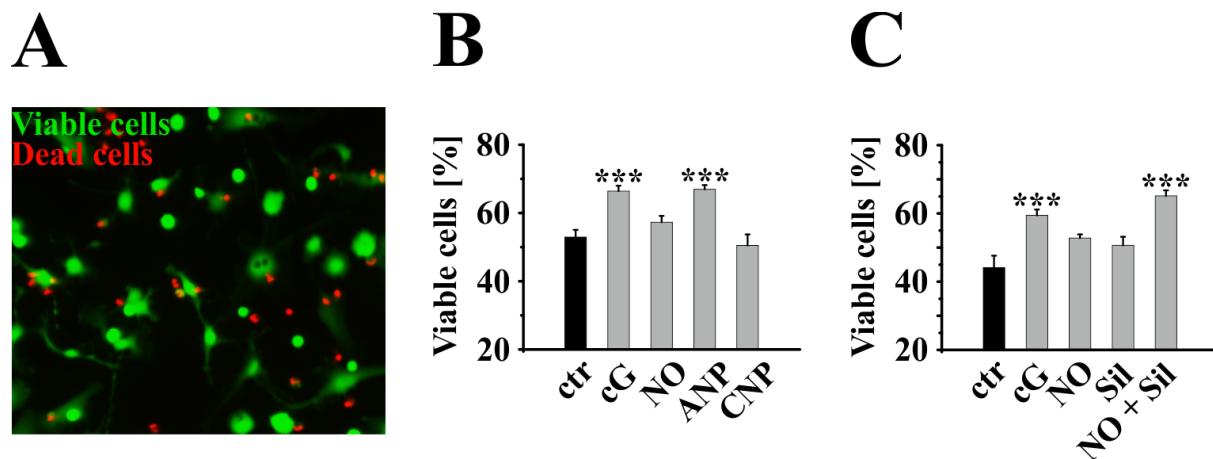 A
B
C
Viable cells
Dead cells
Viable cells [%]
80
60
40
20
***
***
ctr
cG
NO
ANP
CNP
Viable cells [%]
80
60
40
20
***
***
ctr
cG
NO
Sil
NO + Sil